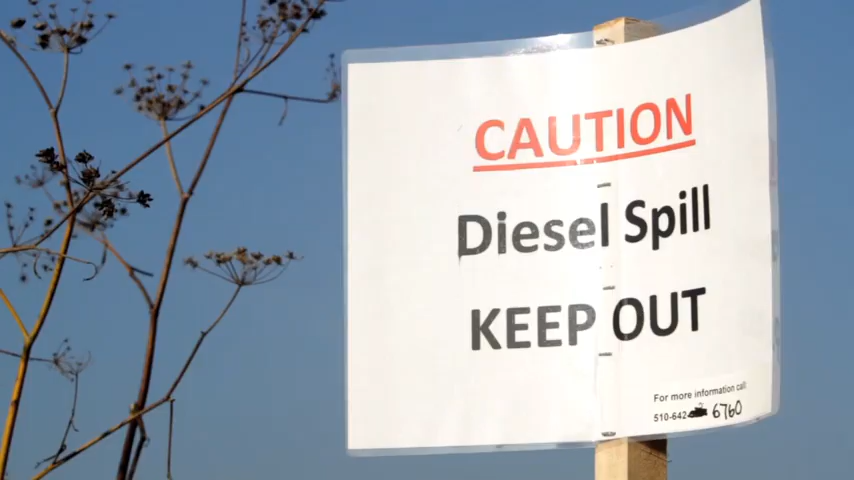 CAUTION
Diesel Spill
KEEP OUT
For more information call:
510-642 6760